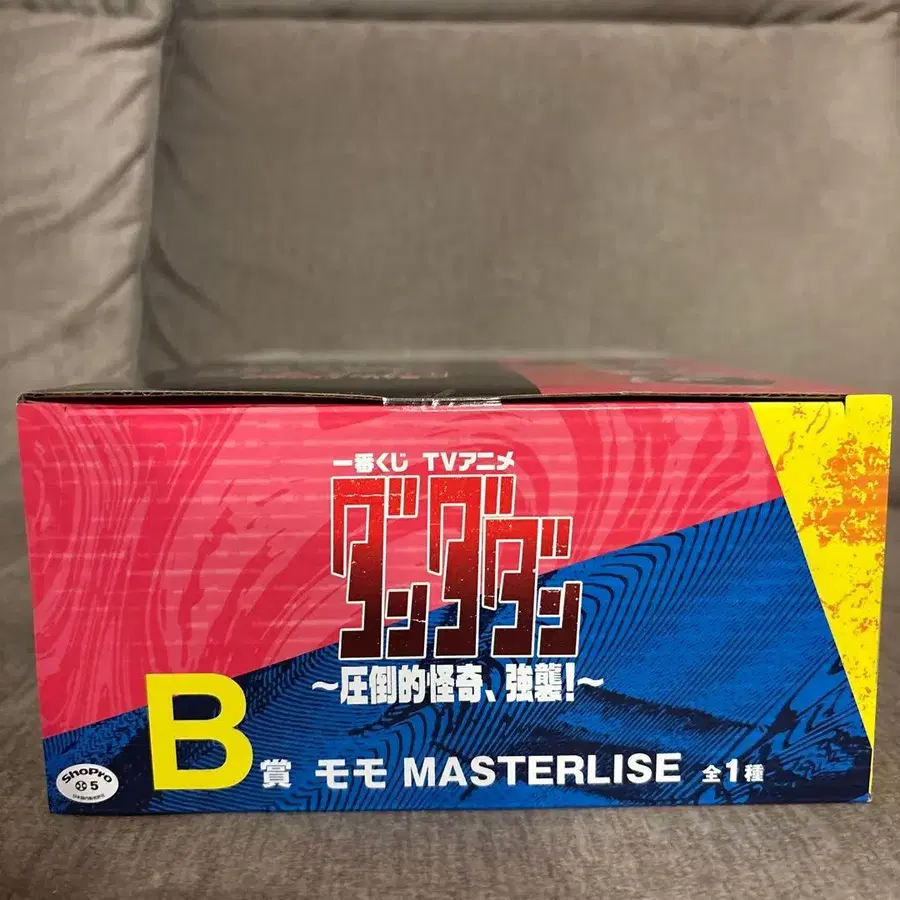 一番くじ TVアニメ
ダンダダン
～圧倒的怪奇、強襲!～
B賞 モモ MASTERLISE 全1種
ShoPro
5